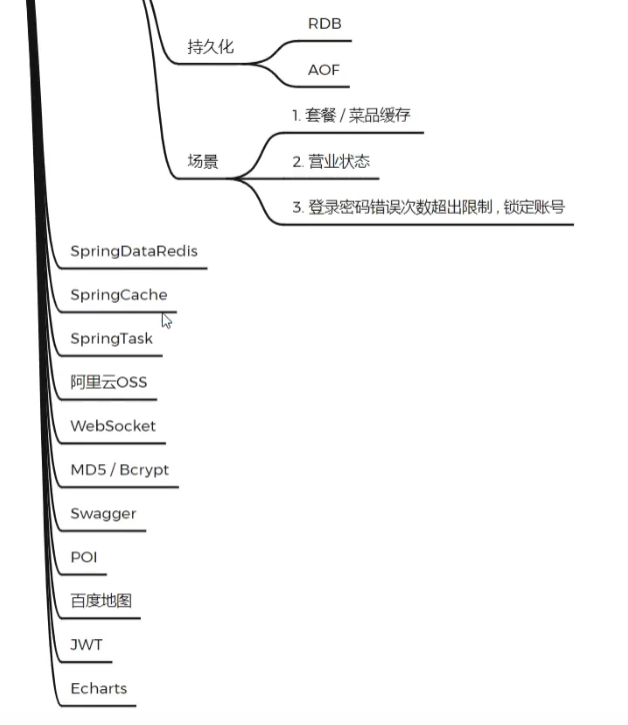 RDB
持久化
AOF
1. 套餐 / 菜品缓存
场景
2. 营业状态
3. 登录密码错误次数超出限制 , 锁定账号
SpringDataRedis
SpringCache
SpringTask
阿里云OSS
WebSocket
MD5 / Bcrypt
Swagger
POI
百度地图
JWT
Echarts